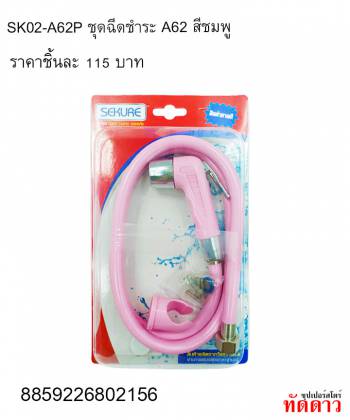 SK02-A62P ชุดฉีดชำระ A62 สีชมพู
ราคาชิ้นละ 115 บาท
SEKURE
8859226802156
ซุปเปอร์สโตร์
ทัดดาว